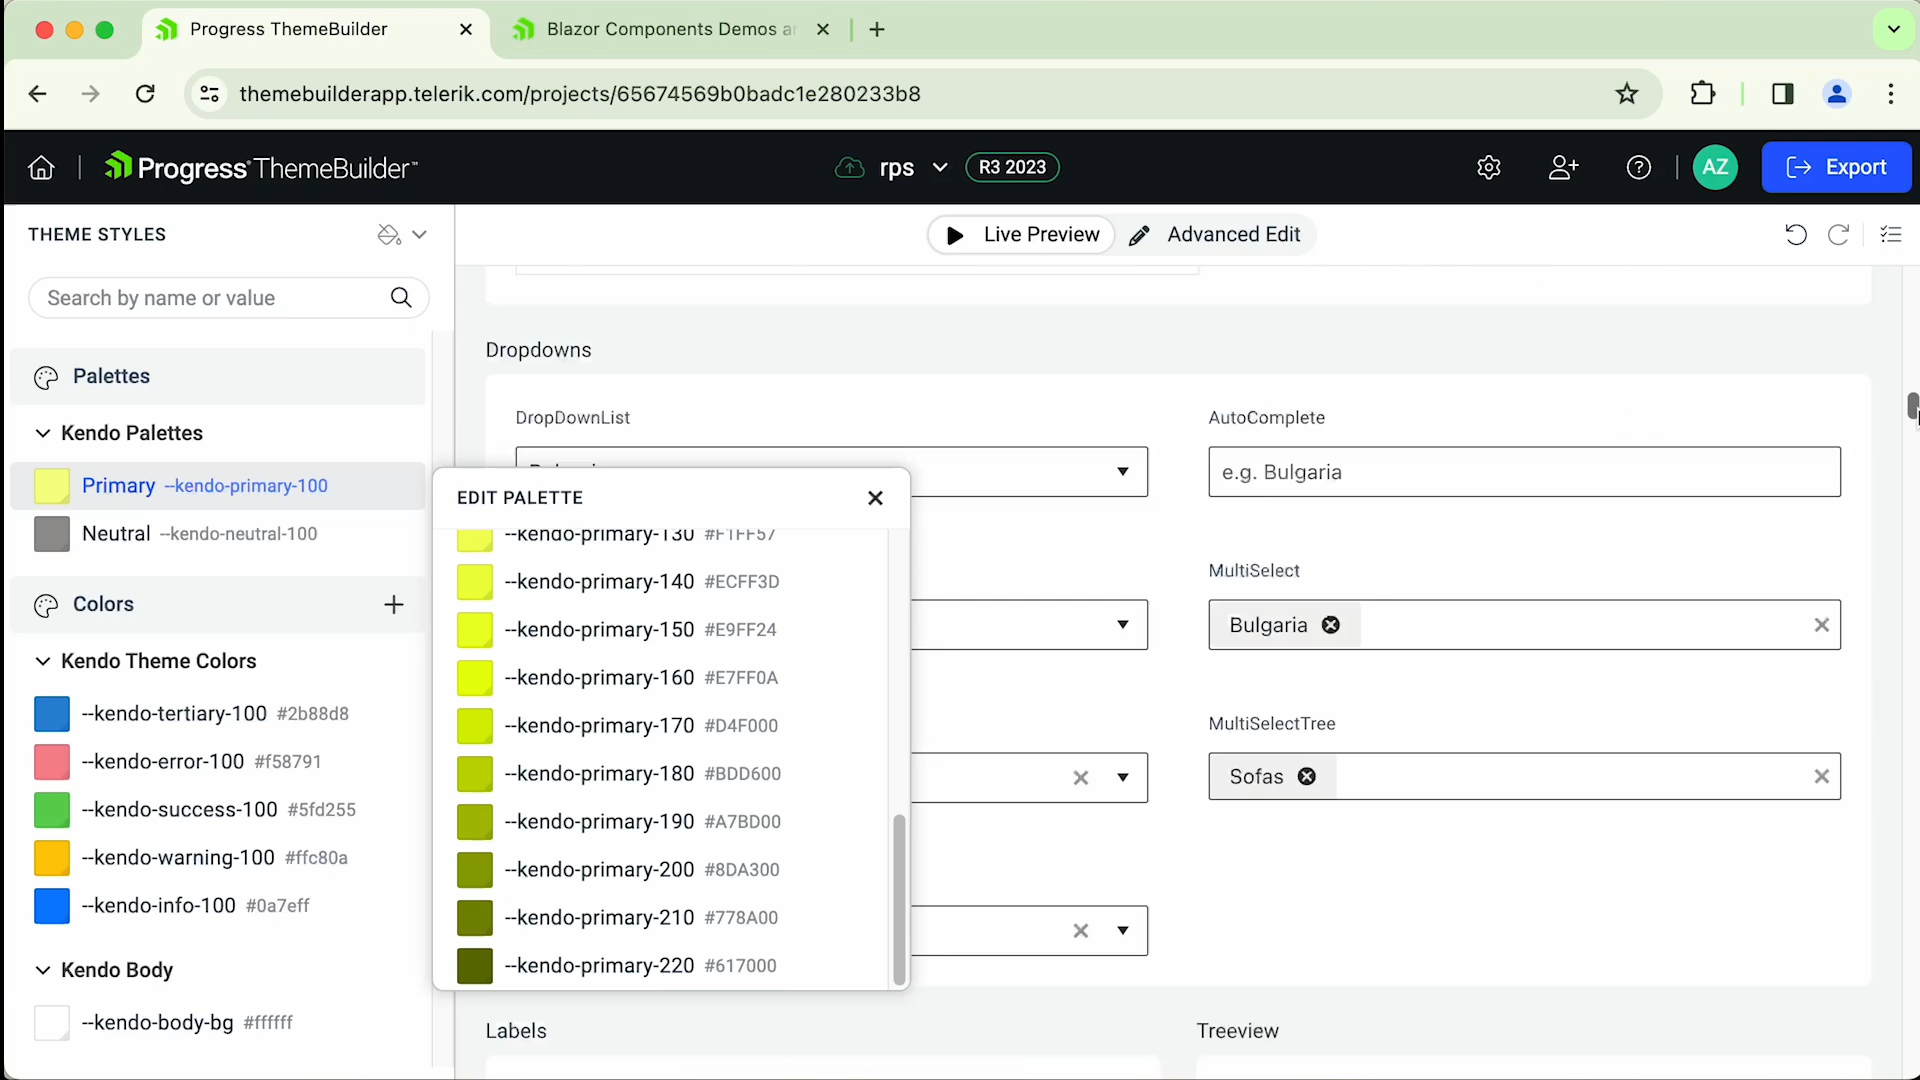 Progress ThemeBuilder
Blazor Components Demos a
themebuilderapp.telerik.com/projects/65674569b0badc1e280233b8
Progress ThemeBuilder™
rps
R3 2023
AZ
Export
THEME STYLES
Live Preview
Advanced Edit
Search by name or value
Palettes
Kendo Palettes
Primary --kendo-primary-100
Neutral --kendo-neutral-100
Colors
Kendo Theme Colors
--kendo-tertiary-100 #2b88d8
--kendo-error-100 #f58791
--kendo-success-100 #5fd255
--kendo-warning-100 #ffc80a
--kendo-info-100 #0a7eff
Kendo Body
--kendo-body-bg #ffffff
EDIT PALETTE
--kendo-primary-130 #F1FF57
--kendo-primary-140 #ECFF3D
--kendo-primary-150 #E9FF24
--kendo-primary-160 #E7FF0A
--kendo-primary-170 #D4F000
--kendo-primary-180 #BDD600
--kendo-primary-190 #A7BD00
--kendo-primary-200 #8DA300
--kendo-primary-210 #778A00
--kendo-primary-220 #617000
Dropdowns
DropDownList
AutoComplete
e.g. Bulgaria
MultiSelect
Bulgaria
MultiSelectTree
Sofas
Labels
Treeview